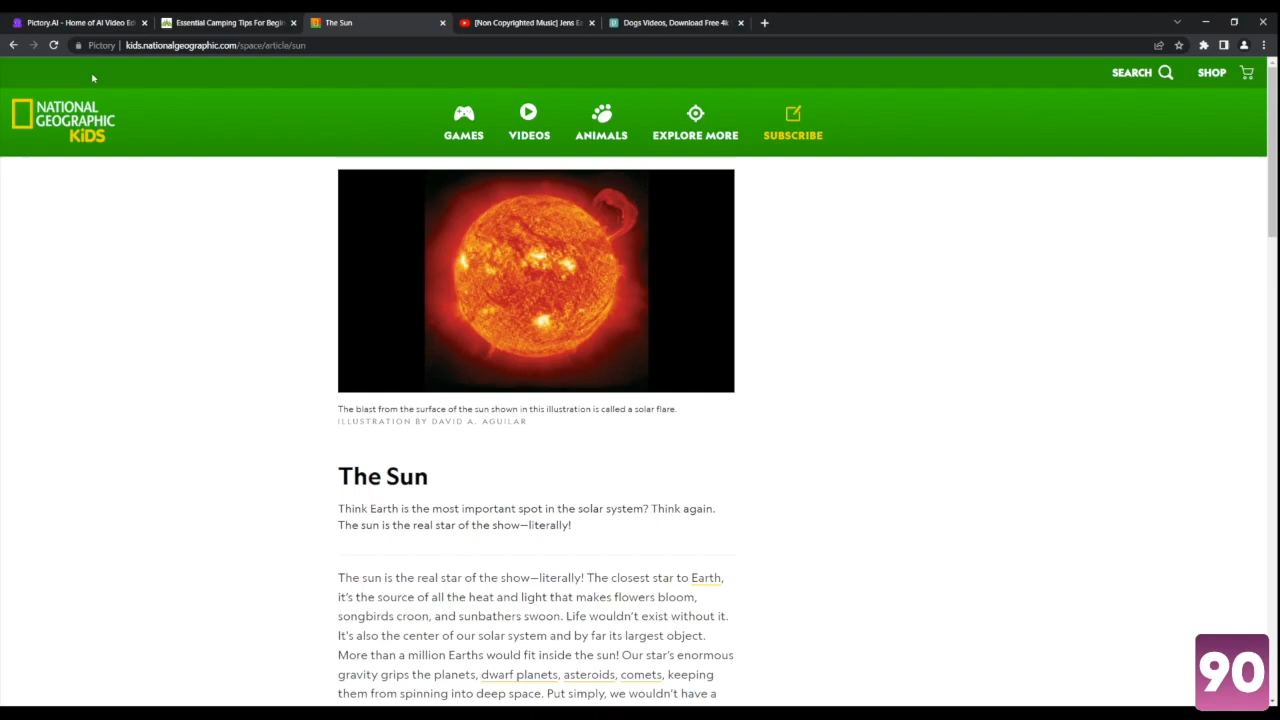 Pictory.AI - Home of AI Video Ed
Essential Camping Tips For Begin
The Sun
[Non Copyrighted Music] Jens E
Dogs Videos, Download Free 4k
Pictory
kids.nationalgeographic.com/space/article/sun
SEARCH
SHOP
NATIONAL
GEOGRAPHIC
KiDS
GAMES
VIDEOS
ANIMALS
EXPLORE MORE
SUBSCRIBE
The blast from the surface of the sun shown in this illustration is called a solar flare.
ILLUSTRATION BY DAVID A. AGUILAR
The Sun
Think Earth is the most important spot in the solar system? Think again.
The sun is the real star of the show—literally!
The sun is the real star of the show—literally! The closest star to Earth,
it's the source of all the heat and light that makes flowers bloom,
songbirds croon, and sunbathers swoon. Life wouldn't exist without it.
It's also the center of our solar system and by far its largest object.
More than a million Earths would fit inside the sun! Our star's enormous
gravity grips the planets, dwarf planets, asteroids, comets, keeping
them from spinning into deep space. Put simply, we wouldn't have a
90